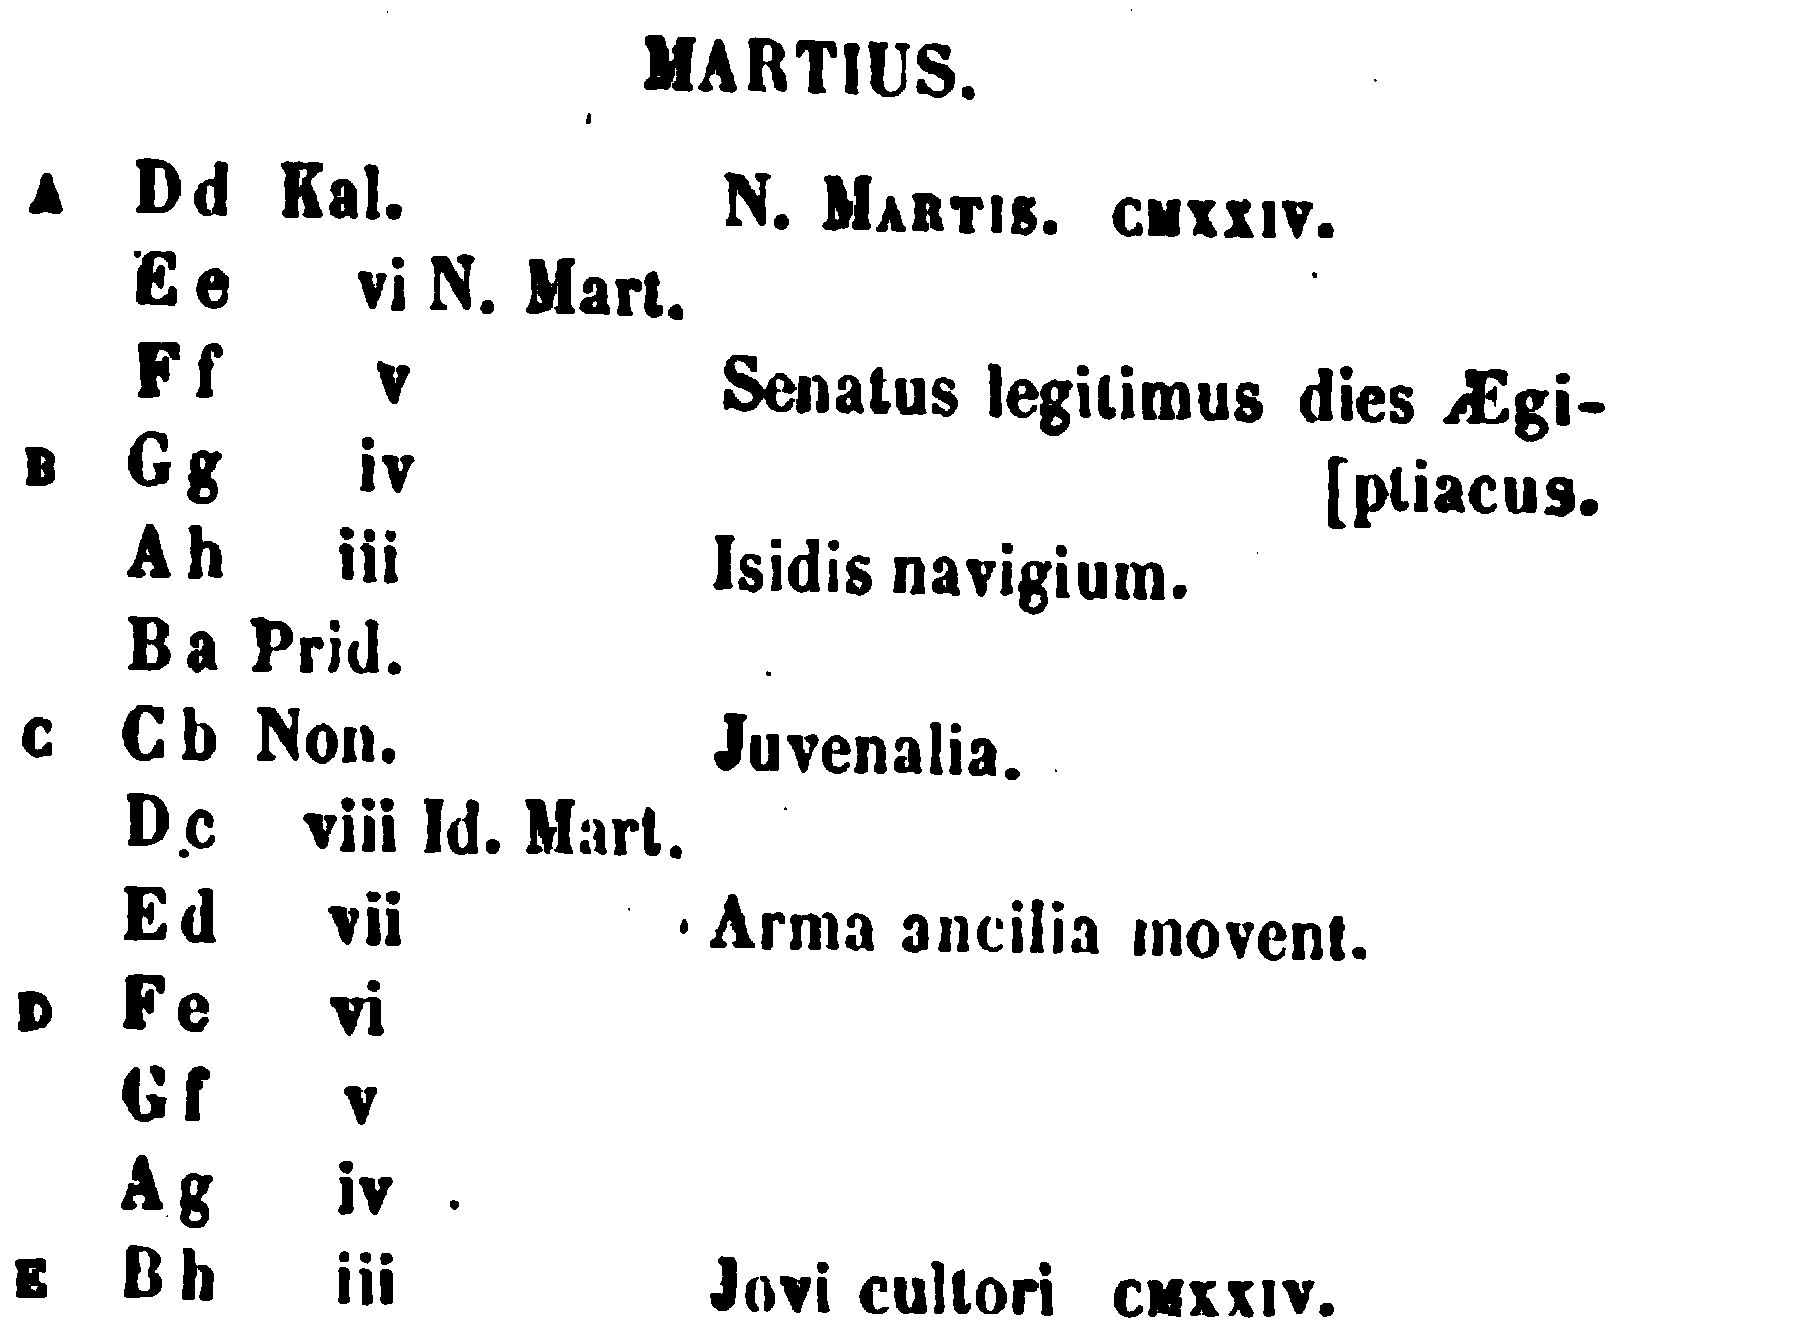 MARTIUS.
A Dd Kal. N. MARTIS. CMXXIV.
Ee vi N. Mart.
Ff v Senatus legitimus dies Ægi-
B Gg iv [ptiacus.
Ah iii Isidis navigium.
Ba Prid.
C Cb Non. Juvenalia.
Dc viii Id. Mart.
Ed vii Arma ancilia movent.
D Fe vi
Gf v
Ag iv
E Bh iii Jovi cultori CMXXIV.